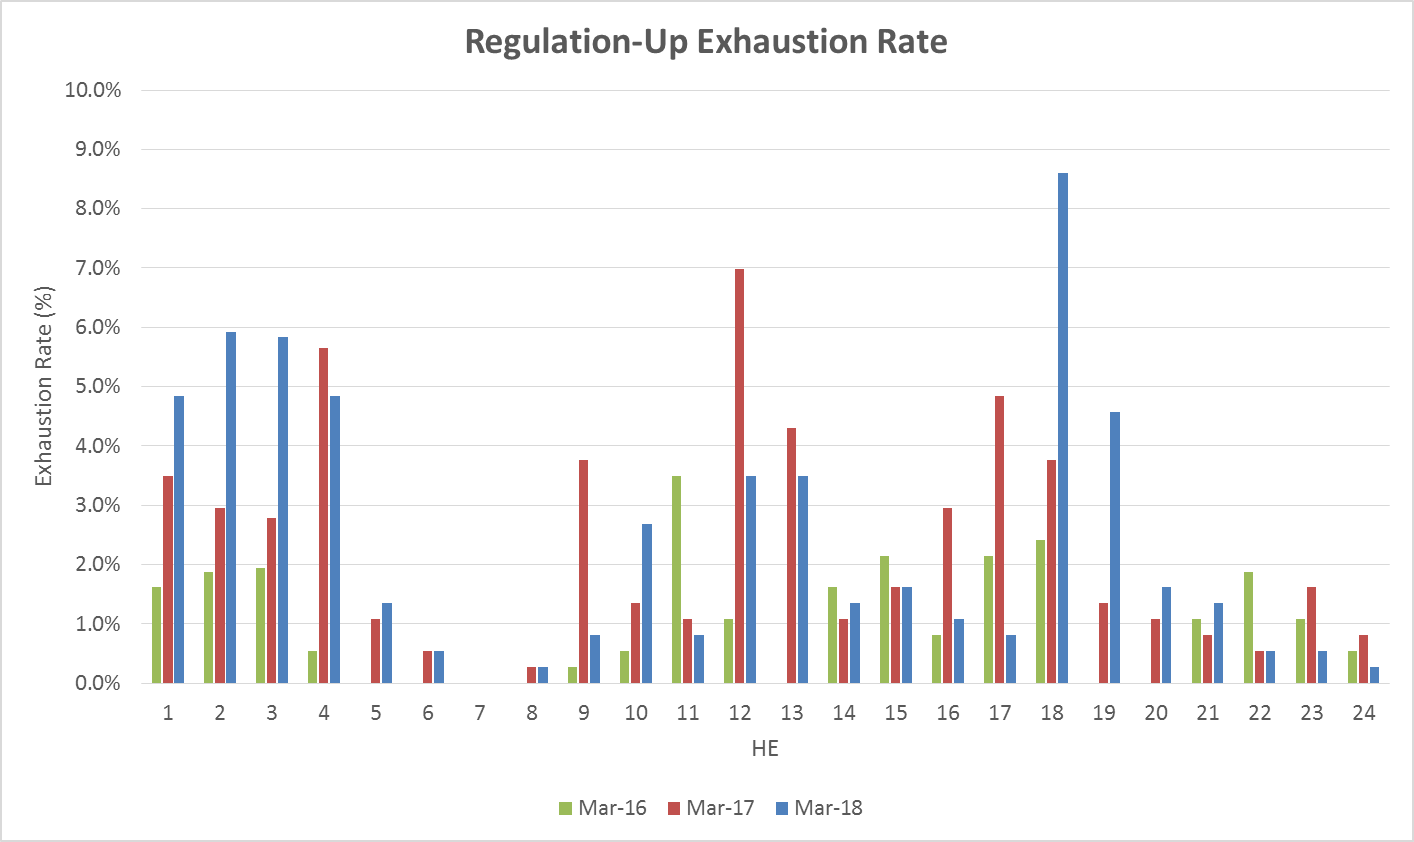 Regulation-Up Exhaustion Rate
10.0%
9.0%
8.0%
7.0%
6.0%
5.0%
4.0%
3.0%
2.0%
1.0%
0.0%
Exhaustion Rate (%)
1 2 3 4 5 6 7 8 9 10 11 12 13 14 15 16 17 18 19 20 21 22 23 24
HE
Mar-16 Mar-17 Mar-18